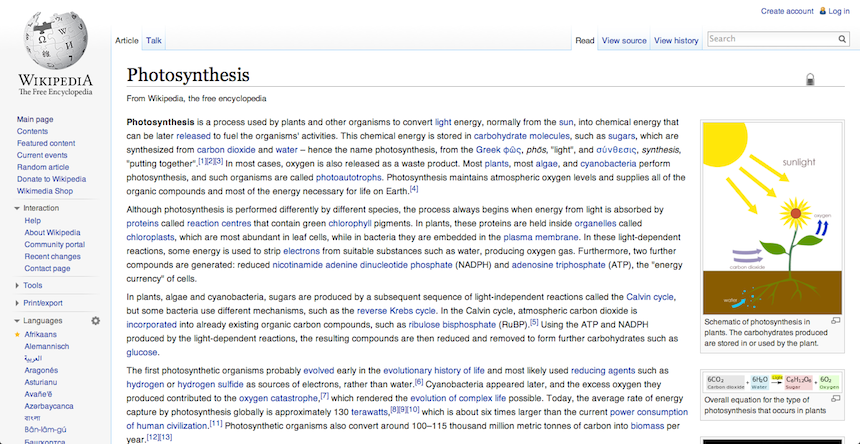 Create account Log in
WIKIPEDIA
The Free Encyclopedia
Article Talk Read View source View history Search
Photosynthesis
From Wikipedia, the free encyclopedia
Main page
Contents
Featured content
Current events
Random article
Donate to Wikipedia
Wikimedia Shop
Interaction
Help
About Wikipedia
Community portal
Recent changes
Contact page
Tools
Print/export
Languages
Afrikaans
Alemannisch
العربية
Aragonés
Asturianu
Avañe'ẽ
Azərbaycanca
বাংলা
Bân-lâm-gú
Башҡортса
Photosynthesis is a process used by plants and other organisms to convert light energy, normally from the sun, into chemical energy that
can be later released to fuel the organisms' activities. This chemical energy is stored in carbohydrate molecules, such as sugars, which are
synthesized from carbon dioxide and water – hence the name photosynthesis, from the Greek φῶς, phōs, "light", and σύνθεσις, synthesis,
"putting together".[1][2][3] In most cases, oxygen is also released as a waste product. Most plants, most algae, and cyanobacteria perform
photosynthesis, and such organisms are called photoautotrophs. Photosynthesis maintains atmospheric oxygen levels and supplies all of the
organic compounds and most of the energy necessary for life on Earth.[4]
Although photosynthesis is performed differently by different species, the process always begins when energy from light is absorbed by
proteins called reaction centres that contain green chlorophyll pigments. In plants, these proteins are held inside organelles called
chloroplasts, which are most abundant in leaf cells, while in bacteria they are embedded in the plasma membrane. In these light-dependent
reactions, some energy is used to strip electrons from suitable substances such as water, producing oxygen gas. Furthermore, two further
compounds are generated: reduced nicotinamide adenine dinucleotide phosphate (NADPH) and adenosine triphosphate (ATP), the "energy
currency" of cells.
In plants, algae and cyanobacteria, sugars are produced by a subsequent sequence of light-independent reactions called the Calvin cycle,
but some bacteria use different mechanisms, such as the reverse Krebs cycle. In the Calvin cycle, atmospheric carbon dioxide is
incorporated into already existing organic carbon compounds, such as ribulose bisphosphate (RuBP).[5] Using the ATP and NADPH
produced by the light-dependent reactions, the resulting compounds are then reduced and removed to form further carbohydrates such as
glucose.
The first photosynthetic organisms probably evolved early in the evolutionary history of life and most likely used reducing agents such as
hydrogen or hydrogen sulfide as sources of electrons, rather than water.[6] Cyanobacteria appeared later, and the excess oxygen they
produced contributed to the oxygen catastrophe,[7] which rendered the evolution of complex life possible. Today, the average rate of energy
capture by photosynthesis globally is approximately 130 terawatts,[8][9][10] which is about six times larger than the current power consumption
of human civilization.[11] Photosynthetic organisms also convert around 100–115 thousand million metric tonnes of carbon into biomass per
year.[12][13]
sunlight
oxygen
carbon dioxide
water
Schematic of photosynthesis in
plants. The carbohydrates produced
are stored in or used by the plant.
6CO₂ + 6H₂O Light C₆H₁₂O₆ + 6O₂
Carbon dioxide Water Sugar Oxygen
Overall equation for the type of
photosynthesis that occurs in plants